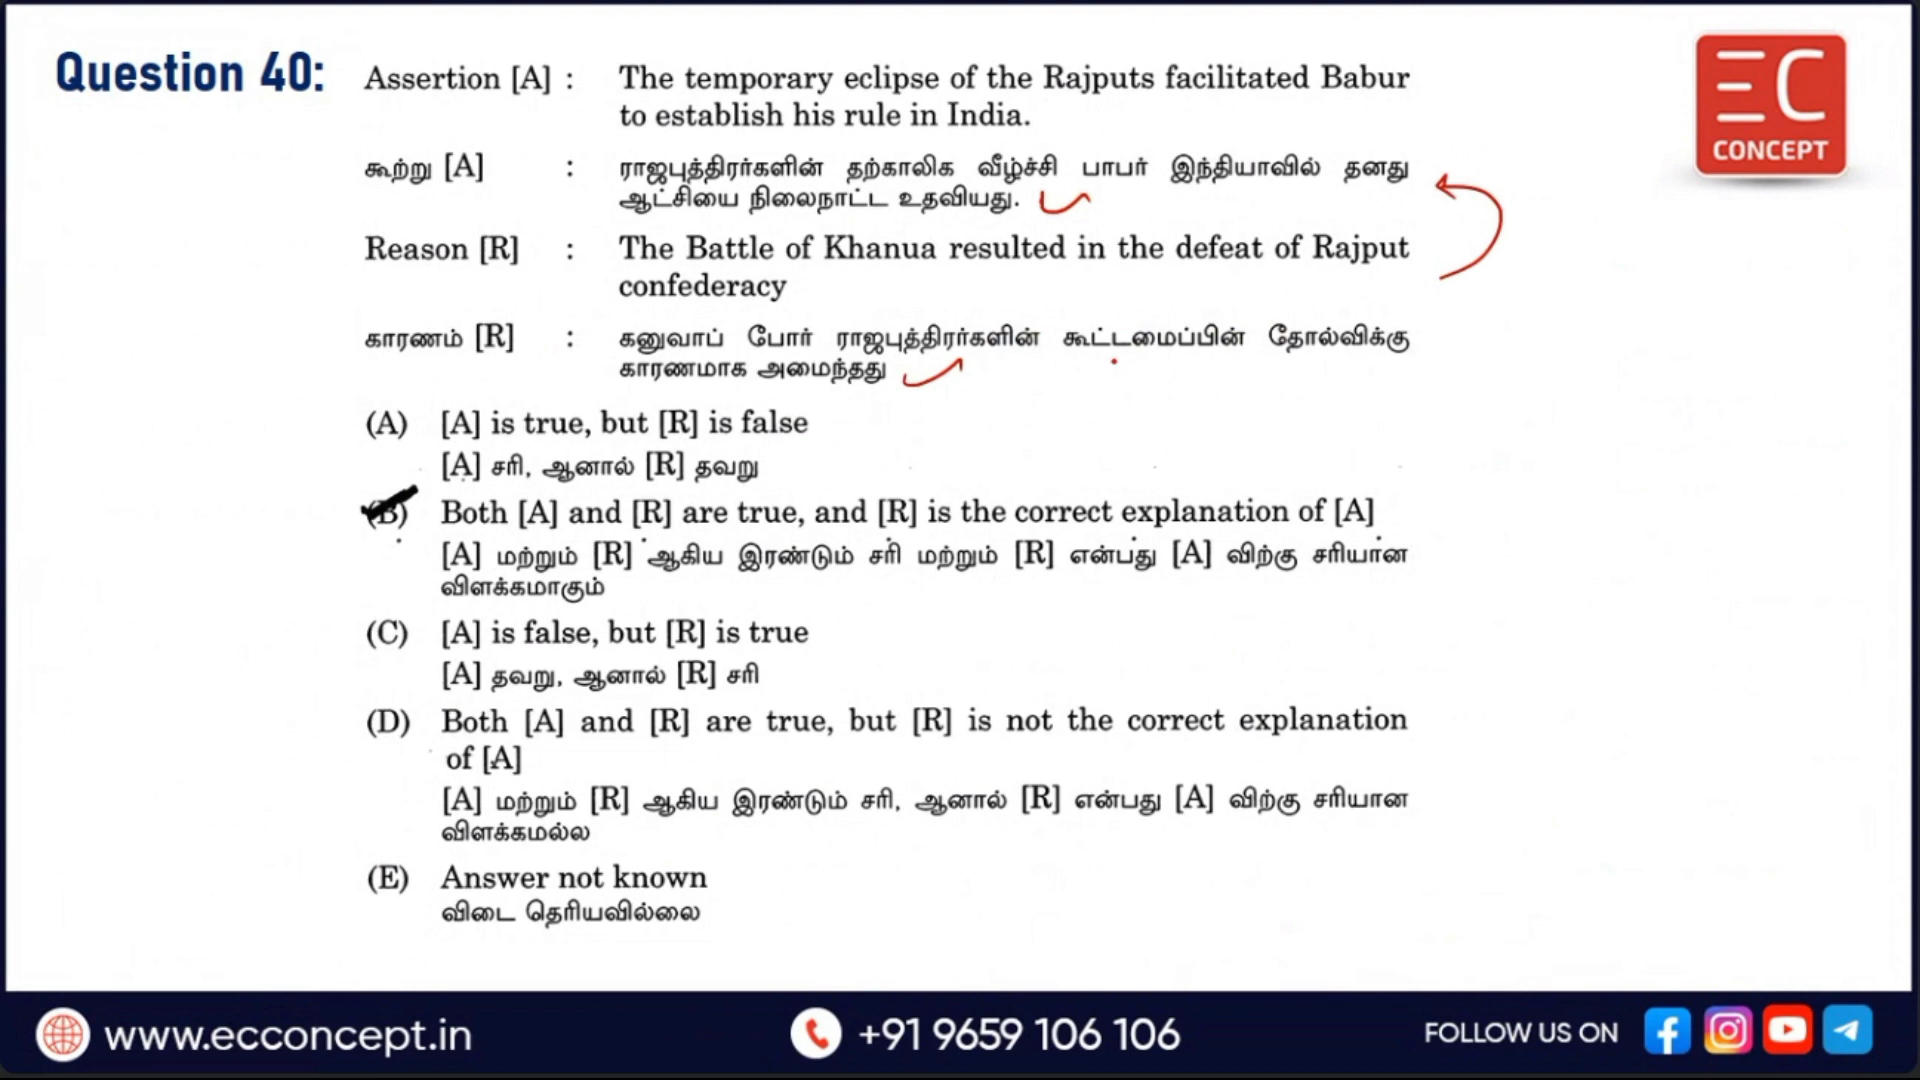 Question 40:
EC
CONCEPT
Assertion [A] : The temporary eclipse of the Rajputs facilitated Babur
to establish his rule in India.
கூற்று [A] : ராஜபுத்திரர்களின் தற்காலிக வீழ்ச்சி பாபர் இந்தியாவில் தனது
ஆட்சியை நிலைநாட்ட உதவியது.
Reason [R] : The Battle of Khanua resulted in the defeat of Rajput
confederacy
காரணம் [R] : கனுவாப் போர் ராஜபுத்திரர்களின் கூட்டமைப்பின் தோல்விக்கு
காரணமாக அமைந்தது
(A) [A] is true, but [R] is false
[A] சரி, ஆனால் [R] தவறு
(B) Both [A] and [R] are true, and [R] is the correct explanation of [A]
[A] மற்றும் [R] ஆகிய இரண்டும் சரி மற்றும் [R] என்பது [A] விற்கு சரியான
விளக்கமாகும்
(C) [A] is false, but [R] is true
[A] தவறு, ஆனால் [R] சரி
(D) Both [A] and [R] are true, but [R] is not the correct explanation
of [A]
[A] மற்றும் [R] ஆகிய இரண்டும் சரி, ஆனால் [R] என்பது [A] விற்கு சரியான
விளக்கமல்ல
(E) Answer not known
விடை தெரியவில்லை
www.ecconcept.in
+91 9659 106 106
FOLLOW US ON